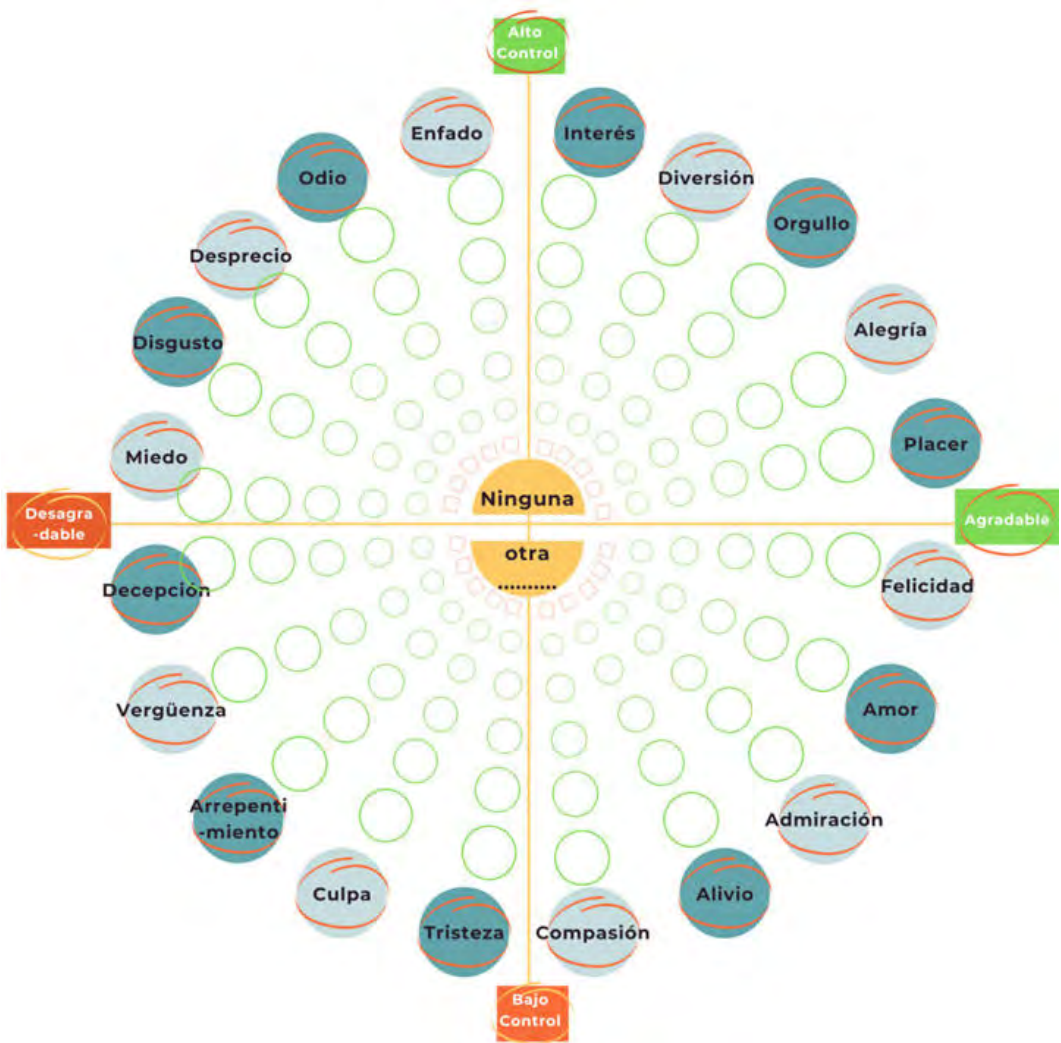 Alto
Control
Enfado
Interés
Odio
Diversión
Orgullo
Desprecio
Alegría
Disgusto
Miedo
Placer
Ninguna
Desagra
-dable
Agradable
otra
..........
Decepción
Felicidad
Vergüenza
Amor
Arrepenti
-miento
Admiración
Culpa
Alivio
Tristeza
Compasión
Bajo
Control